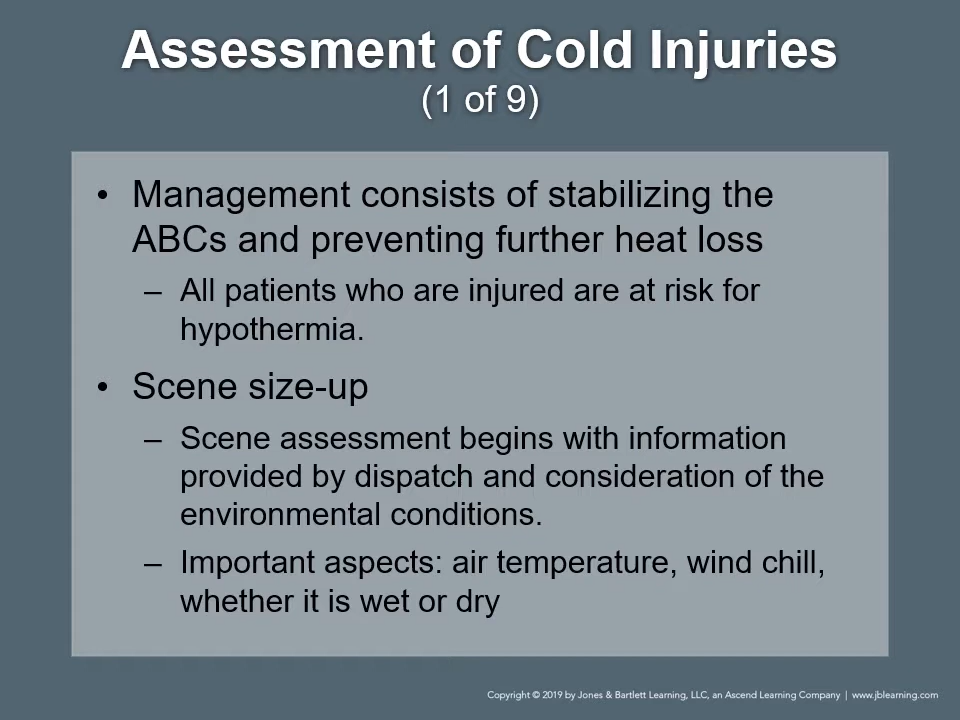 Assessment of Cold Injuries
(1 of 9)
• Management consists of stabilizing the
ABCs and preventing further heat loss
– All patients who are injured are at risk for
hypothermia.
• Scene size-up
– Scene assessment begins with information
provided by dispatch and consideration of the
environmental conditions.
– Important aspects: air temperature, wind chill,
whether it is wet or dry
Copyright © 2019 by Jones & Bartlett Learning, LLC, an Ascend Learning Company | www.jblearning.com